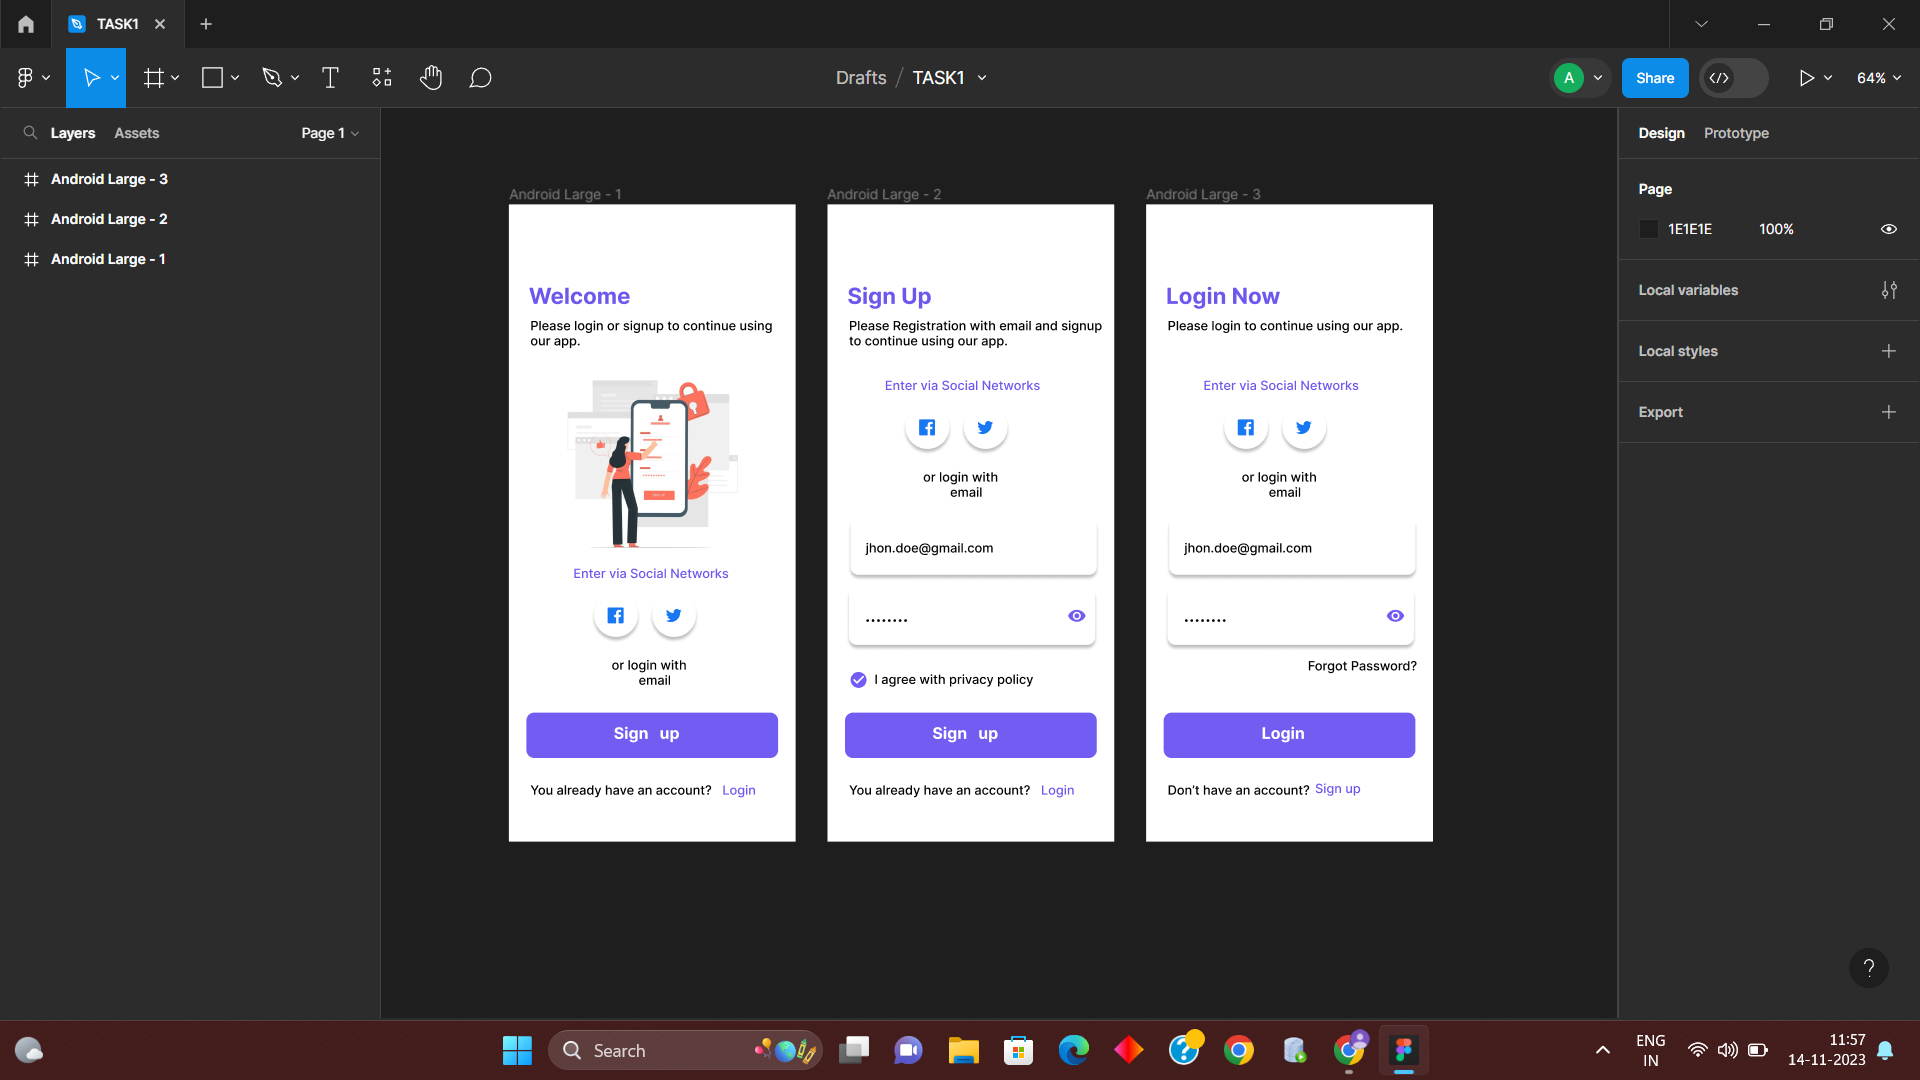 TASK1
Drafts / TASK1
A
Share
64%
Layers
Assets
Page 1
Android Large - 3
Android Large - 2
Android Large - 1
Android Large - 1
Welcome
Please login or signup to continue using
our app.
Enter via Social Networks
or login with
email
Sign up
You already have an account? Login
Android Large - 2
Sign Up
Please Registration with email and signup
to continue using our app.
Enter via Social Networks
or login with
email
jhon.doe@gmail.com
........
I agree with privacy policy
Sign up
You already have an account? Login
Android Large - 3
Login Now
Please login to continue using our app.
Enter via Social Networks
or login with
email
jhon.doe@gmail.com
........
Forgot Password?
Login
Don't have an account? Sign up
Design
Prototype
Page
1E1E1E
100%
Local variables
Local styles
Export
?
Search
ENG
IN
11:57
14-11-2023